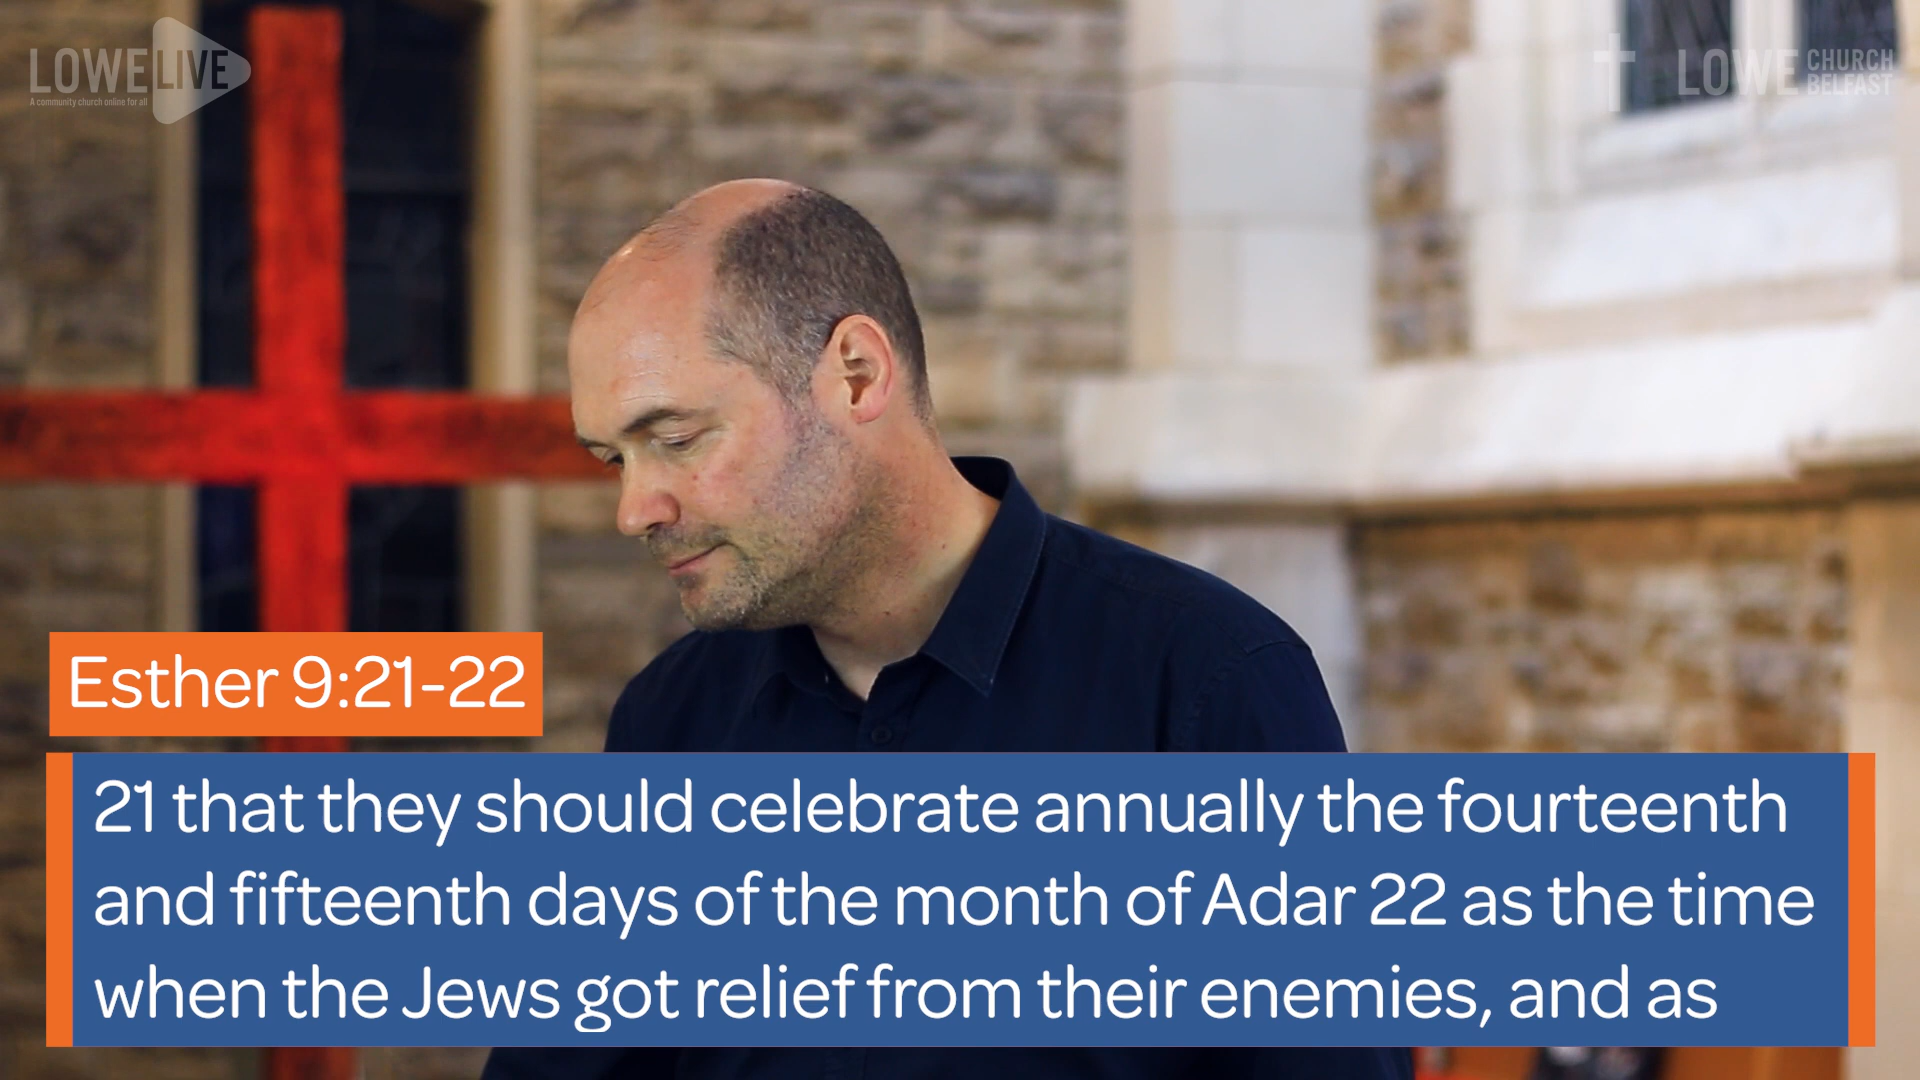 LOWE LIVE
A community church online for all
LOWE CHURCH
BELFAST
Esther 9:21-22
21 that they should celebrate annually the fourteenth
and fifteenth days of the month of Adar 22 as the time
when the Jews got relief from their enemies, and as